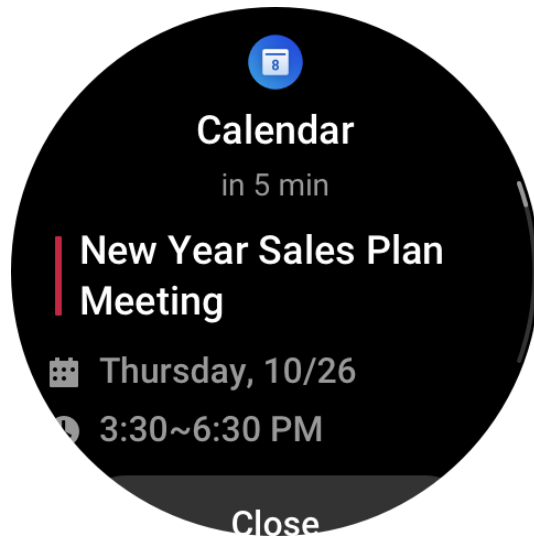 8
Calendar
in 5 min
New Year Sales Plan
Meeting
Thursday, 10/26
3:30~6:30 PM
Close